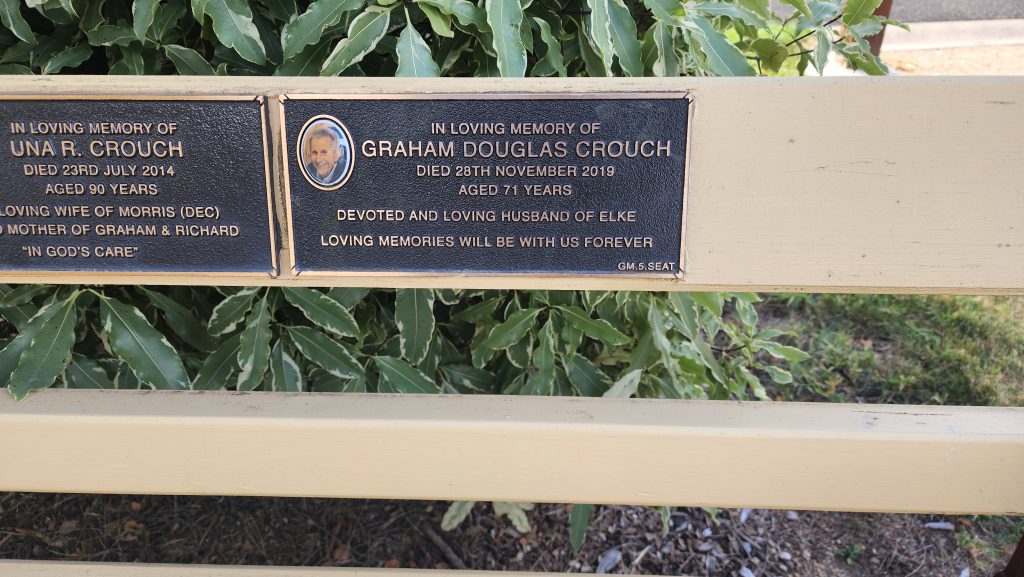 IN LOVING MEMORY OF
UNA R. CROUCH
DIED 23RD JULY 2014
AGED 90 YEARS
LOVING WIFE OF MORRIS (DEC)
MOTHER OF GRAHAM & RICHARD
"IN GOD'S CARE"
IN LOVING MEMORY OF
GRAHAM DOUGLAS CROUCH
DIED 28TH NOVEMBER 2019
AGED 71 YEARS
DEVOTED AND LOVING HUSBAND OF ELKE
LOVING MEMORIES WILL BE WITH US FOREVER
GM.5.SEAT